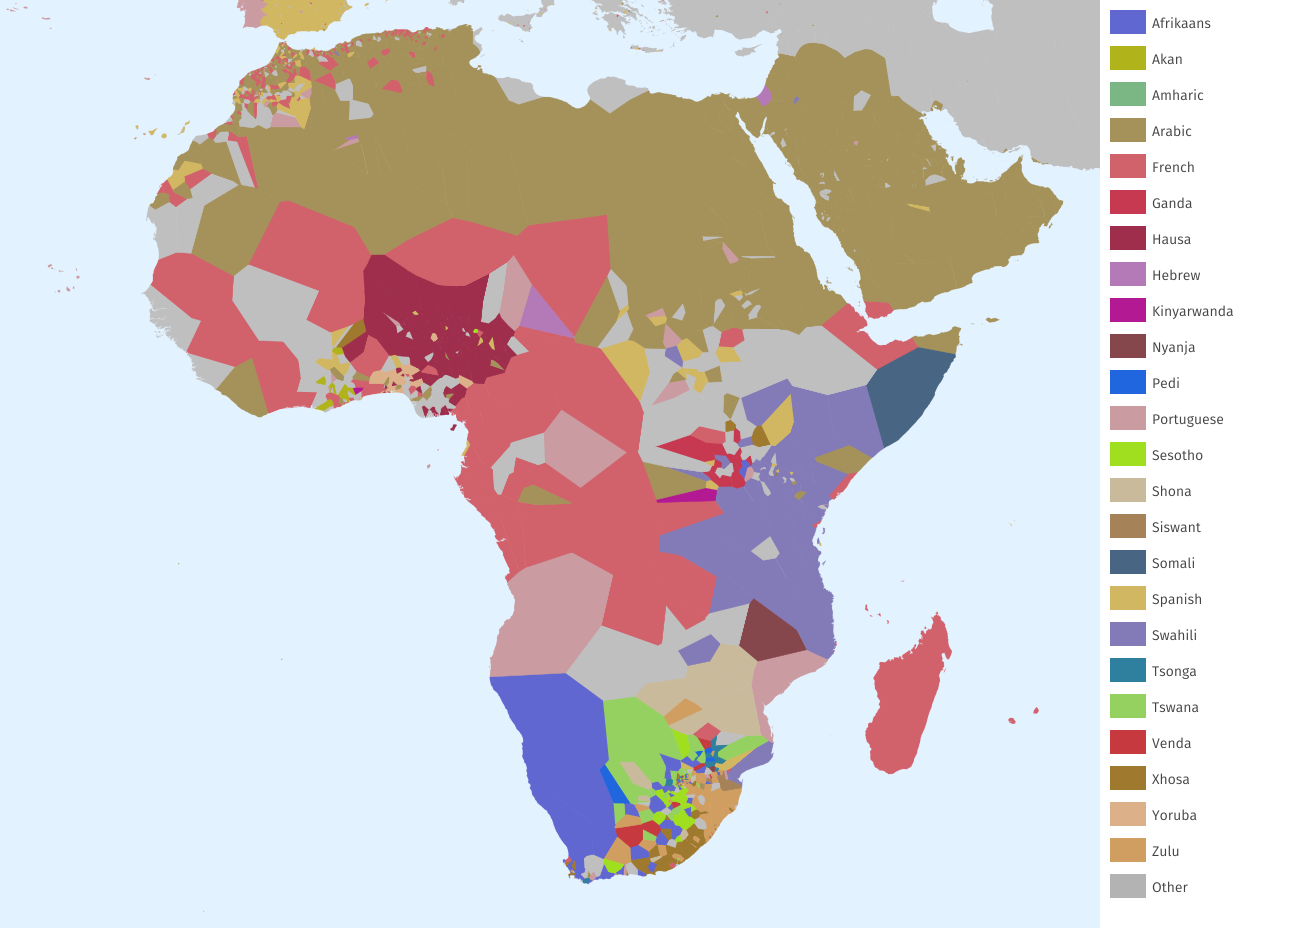 Afrikaans
Akan
Amharic
Arabic
French
Ganda
Hausa
Hebrew
Kinyarwanda
Nyanja
Pedi
Portuguese
Sesotho
Shona
Siswant
Somali
Spanish
Swahili
Tsonga
Tswana
Venda
Xhosa
Yoruba
Zulu
Other